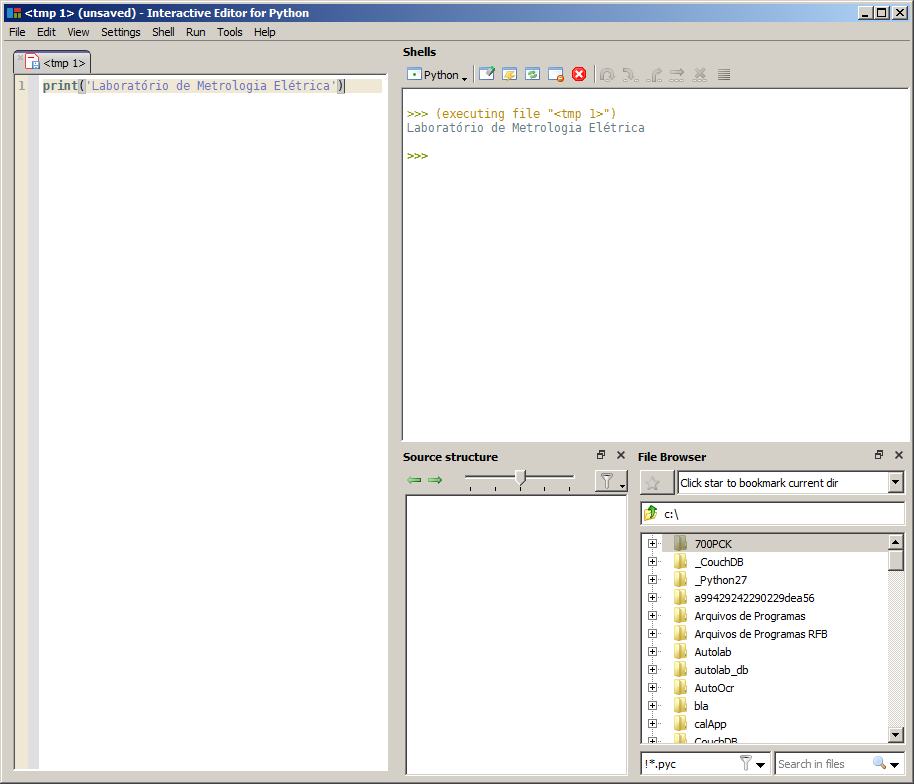 <tmp 1> (unsaved) - Interactive Editor for Python
File Edit View Settings Shell Run Tools Help
<tmp 1>
1 print('Laboratório de Metrologia Elétrica')
Shells
Python
>>> (executing file "<tmp 1>")
Laboratório de Metrologia Elétrica
>>>
Source structure
File Browser
Click star to bookmark current dir
c:\
700PCK
_CouchDB
_Python27
a99429242290229dea56
Arquivos de Programas
Arquivos de Programas RFB
Autolab
autolab_db
AutoOcr
bla
calApp
CouchDB
!*.pyc
Search in files